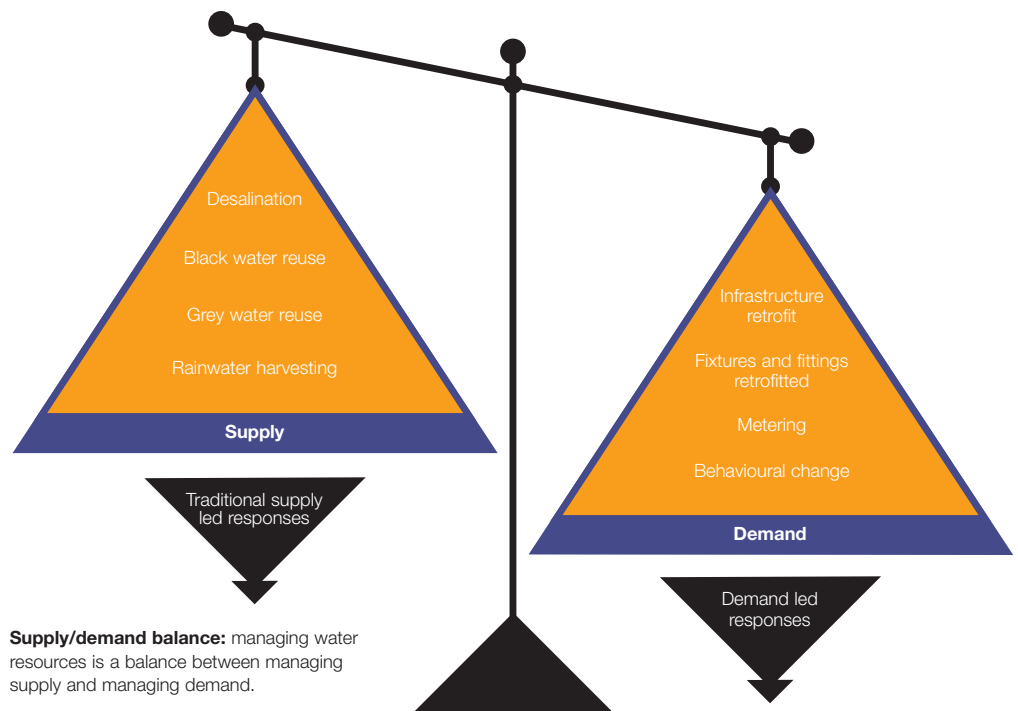 Desalination
Black water reuse
Grey water reuse
Rainwater harvesting
Supply
Traditional supply
led responses
Infrastructure
retrofit
Fixtures and fittings
retrofitted
Metering
Behavioural change
Demand
Demand led
responses
Supply/demand balance: managing water
resources is a balance between managing
supply and managing demand.